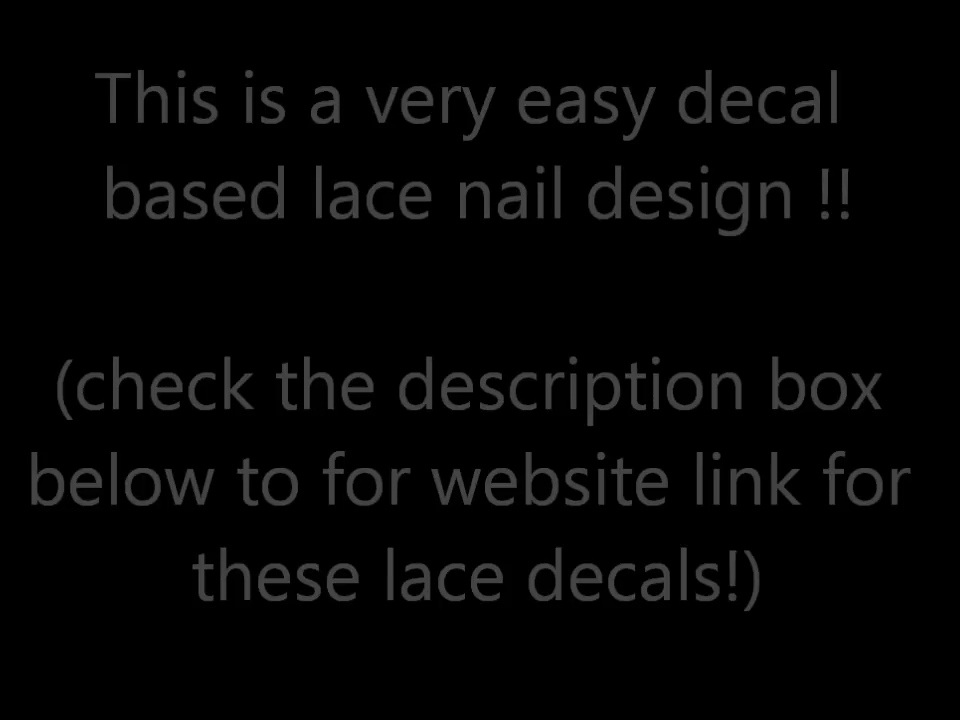 This is a very easy decal
based lace nail design !!
(check the description box
below to for website link for
these lace decals!)